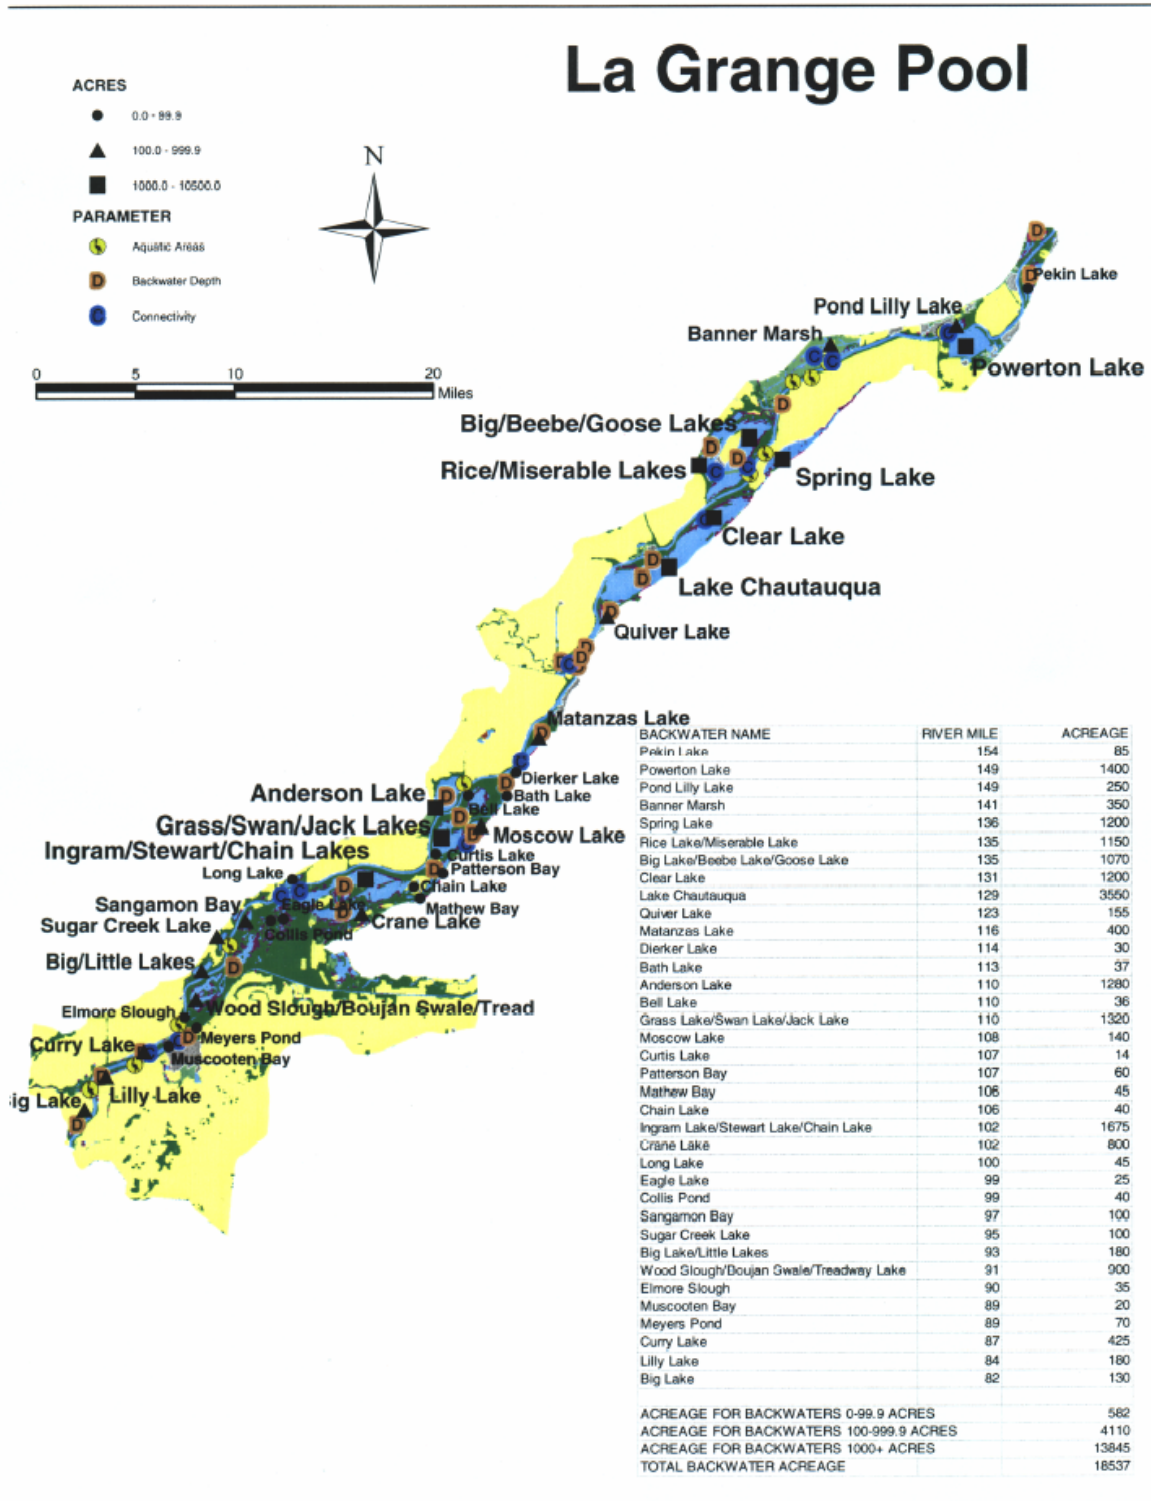 La Grange Pool
ACRES
0.0 - 99.9
100.0 - 999.9
1000.0 - 10500.0
PARAMETER
Aquatic Areas
D Backwater Depth
C Connectivity
N
0 5 10 20
Miles
Pekin Lake
Pond Lilly Lake
Banner Marsh
Powerton Lake
Big/Beebe/Goose Lakes
Rice/Miserable Lakes
Spring Lake
Clear Lake
Lake Chautauqua
Quiver Lake
Matanzas Lake
Dierker Lake
Anderson Lake
Bath Lake
Bell Lake
Grass/Swan/Jack Lakes
Moscow Lake
Ingram/Stewart/Chain Lakes
Curtis Lake
Long Lake
Patterson Bay
Chain Lake
Sangamon Bay
Eagle Lake
Mathew Bay
Sugar Creek Lake
Crane Lake
Collis Pond
Big/Little Lakes
Elmore Slough
Wood Slough/Boujan Swale/Tread
Curry Lake
Meyers Pond
Muscooten Bay
ig Lake
Lilly Lake
BACKWATER NAME RIVER MILE ACREAGE
Pekin Lake 154 85
Powerton Lake 149 1400
Pond Lilly Lake 149 250
Banner Marsh 141 350
Spring Lake 136 1200
Rice Lake/Miserable Lake 135 1150
Big Lake/Beebe Lake/Goose Lake 135 1070
Clear Lake 131 1200
Lake Chautauqua 129 3550
Quiver Lake 123 155
Matanzas Lake 116 400
Dierker Lake 114 30
Bath Lake 113 37
Anderson Lake 110 1280
Bell Lake 110 36
Grass Lake/Swan Lake/Jack Lake 110 1320
Moscow Lake 108 140
Curtis Lake 107 14
Patterson Bay 107 60
Mathew Bay 106 45
Chain Lake 106 40
Ingram Lake/Stewart Lake/Chain Lake 102 1675
Crane Lake 102 800
Long Lake 100 45
Eagle Lake 99 25
Collis Pond 99 40
Sangamon Bay 97 100
Sugar Creek Lake 95 100
Big Lake/Little Lakes 93 180
Wood Slough/Boujan Swale/Treadway Lake 91 900
Elmore Slough 90 35
Muscooten Bay 89 20
Meyers Pond 89 70
Curry Lake 87 425
Lilly Lake 84 180
Big Lake 82 130
ACREAGE FOR BACKWATERS 0-99.9 ACRES 582
ACREAGE FOR BACKWATERS 100-999.9 ACRES 4110
ACREAGE FOR BACKWATERS 1000+ ACRES 13845
TOTAL BACKWATER ACREAGE 18537